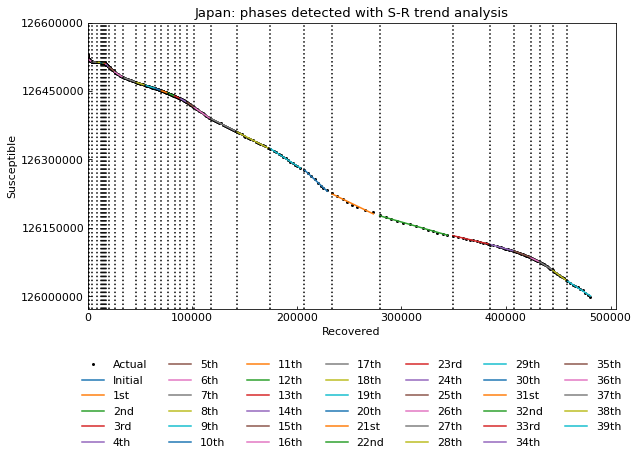 Japan: phases detected with S-R trend analysis
126600000
126450000
126300000
126150000
126000000
Susceptible
0 100000 200000 300000 400000 500000
Recovered
Actual 5th 11th 17th 23rd 29th 35th
Initial 6th 12th 18th 24th 30th 36th
1st 7th 13th 19th 25th 31st 37th
2nd 8th 14th 20th 26th 32nd 38th
3rd 9th 15th 21st 27th 33rd 39th
4th 10th 16th 22nd 28th 34th